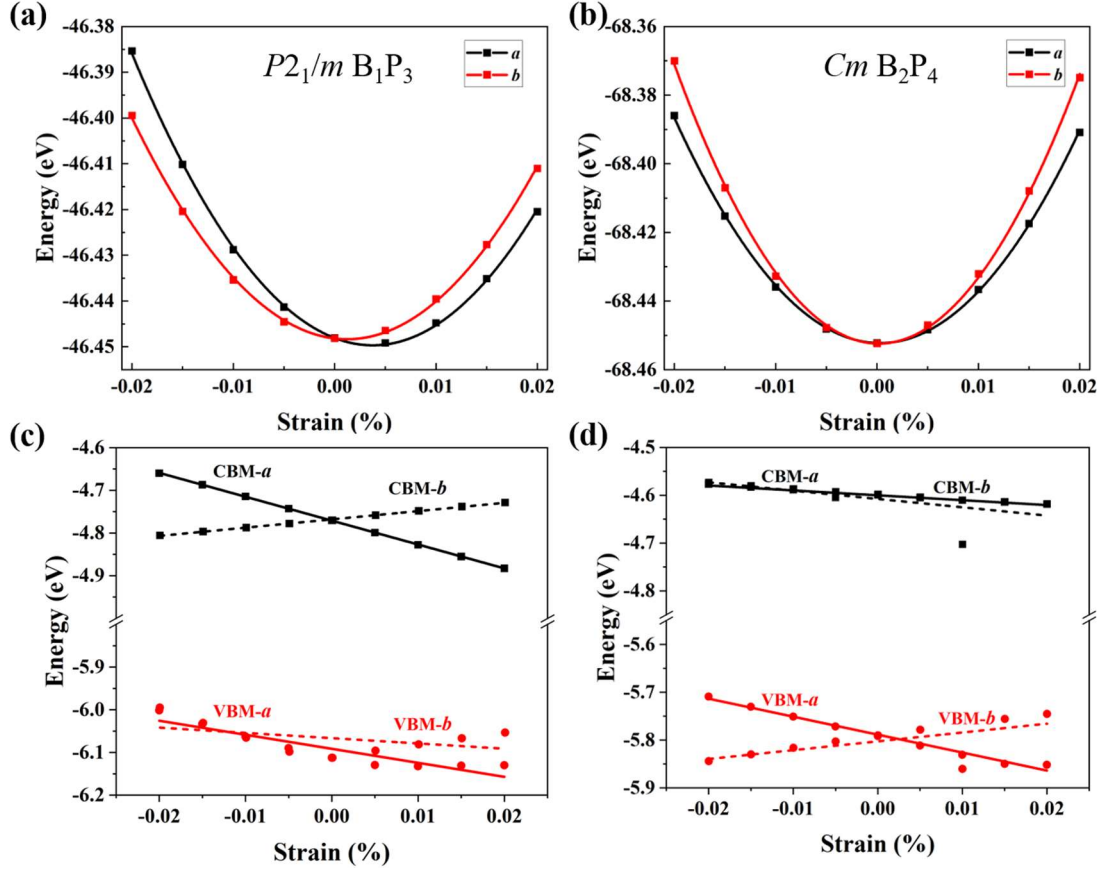 (a)
-46.38
-46.39
-46.40
-46.41
-46.42
-46.43
-46.44
-46.45
Energy (eV)
P2₁/m B₁P₃
a
b
-0.02
-0.01
0.00
0.01
0.02
Strain (%)
(b)
-68.36
-68.38
-68.40
-68.42
-68.44
-68.46
Energy (eV)
Cm B₂P₄
a
b
-0.02
-0.01
0.00
0.01
0.02
Strain (%)
(c)
-4.6
-4.7
-4.8
-4.9
-5.9
-6.0
-6.1
-6.2
Energy (eV)
CBM-a
CBM-b
VBM-a
VBM-b
-0.02
-0.01
0.00
0.01
0.02
Strain (%)
(d)
-4.5
-4.6
-4.7
-4.8
-5.6
-5.7
-5.8
-5.9
Energy (eV)
CBM-a
CBM-b
VBM-a
VBM-b
-0.02
-0.01
0.00
0.01
0.02
Strain (%)